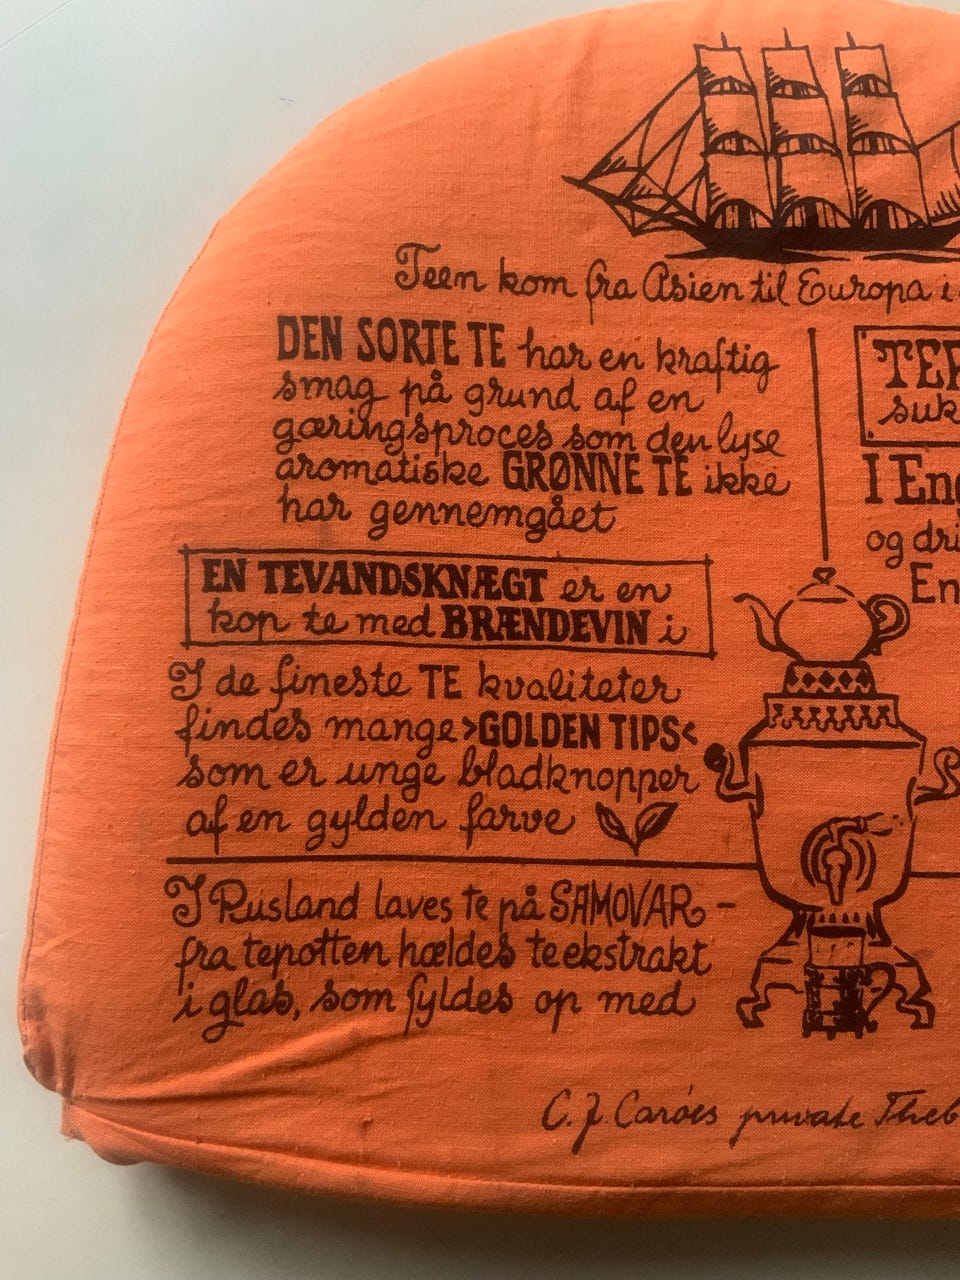 Teen kom fra Asien til Europa i
DEN SORTE TE har en kraftig
smag på grund af en
gæringsproces som den lyse
aromatiske GRØNNE TE ikke
har gennemgået
EN TEVANDSKNÆGT er en
kop te med BRÆNDEVIN i
I de fineste TE kvaliteter
findes mange >GOLDEN TIPS<
som er unge bladknopper
af en gylden farve
I Rusland laves te på SAMOVAR -
fra tepotten hældes teekstrakt
i glas, som fyldes op med
suk
I Eng
og dri
En
C. J. Caróes private Theb